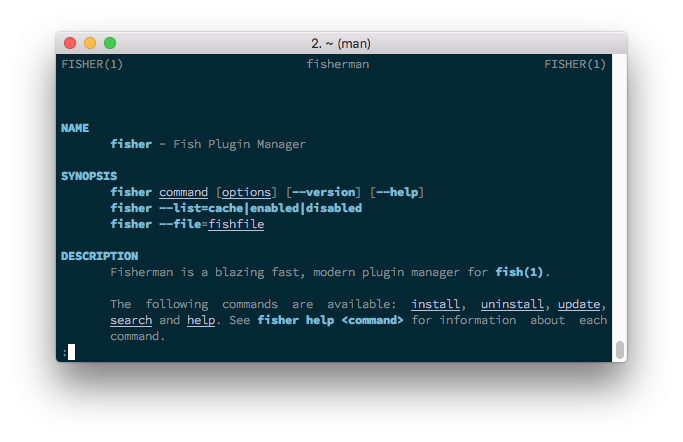 2. ~ (man)
FISHER(1) fisherman FISHER(1)
NAME
fisher - Fish Plugin Manager
SYNOPSIS
fisher command [options] [--version] [--help]
fisher --list=cache|enabled|disabled
fisher --file=fishfile
DESCRIPTION
Fisherman is a blazing fast, modern plugin manager for fish(1).
The following commands are available: install, uninstall, update,
search and help. See fisher help <command> for information about each
command.
: